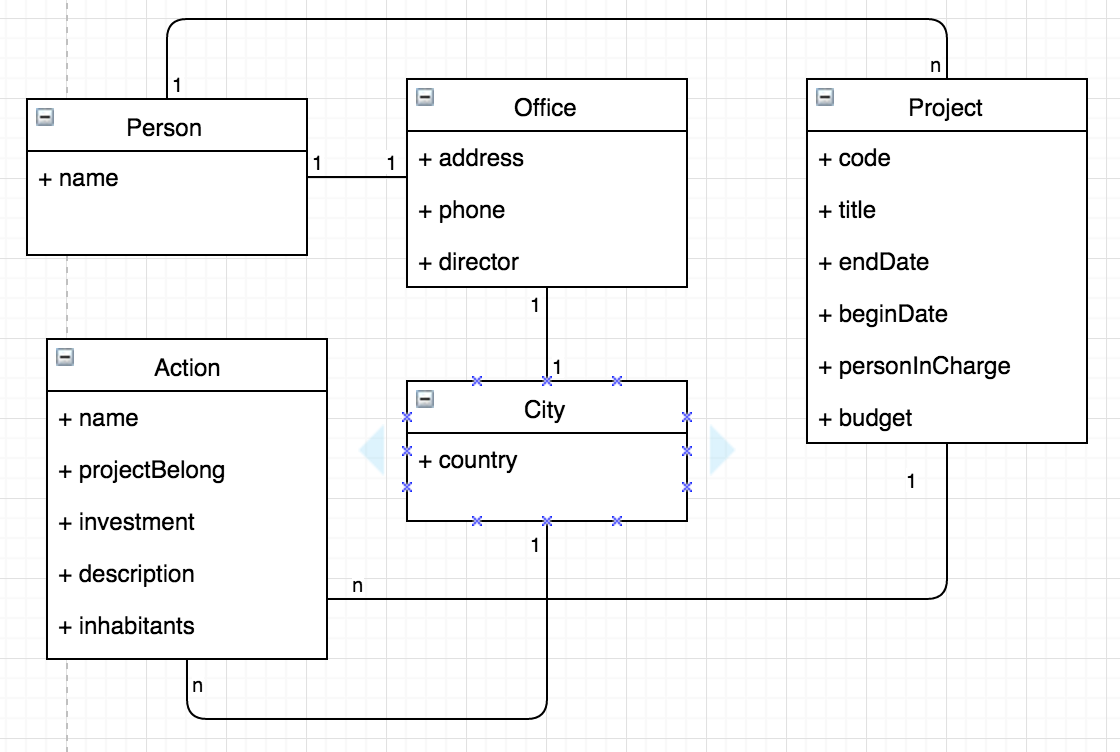 1
n
Person
+ name
1
1
Office
+ address
+ phone
+ director
1
Project
+ code
+ title
+ endDate
+ beginDate
+ personInCharge
+ budget
1
Action
+ name
+ projectBelong
+ investment
+ description
+ inhabitants
n
n
1
City
+ country
1